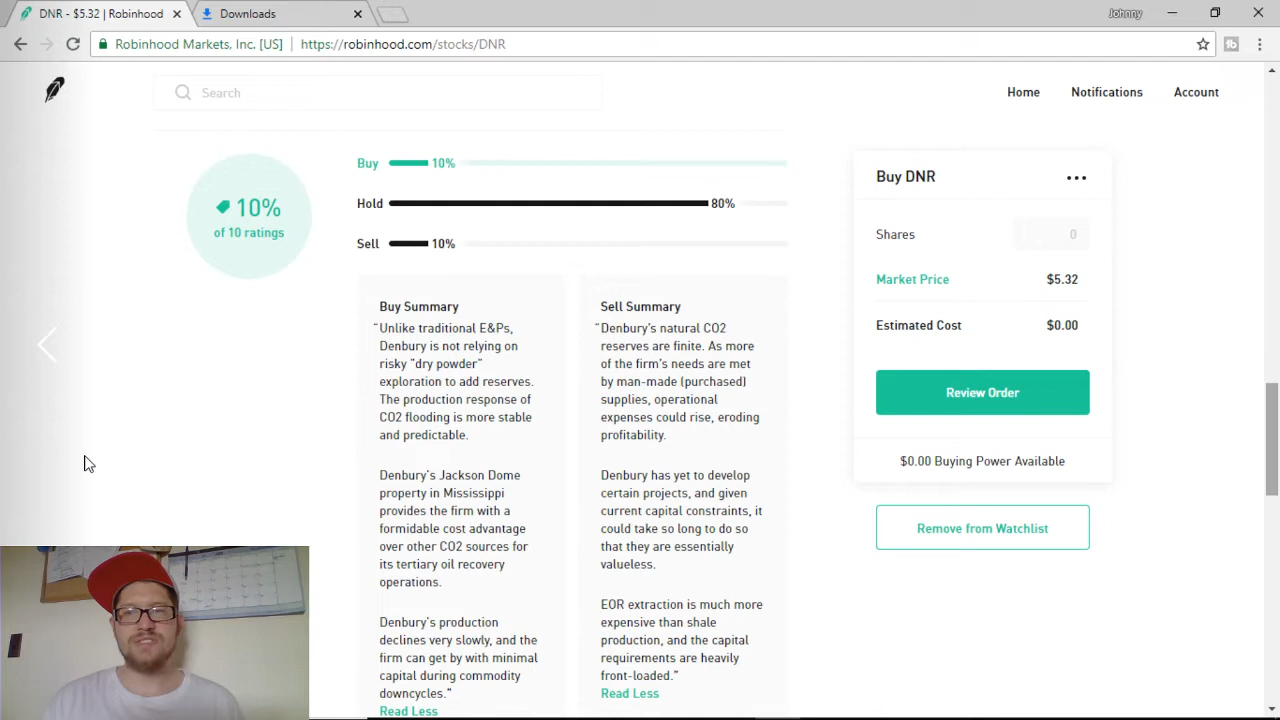 DNR - $5.32 | Robinhood
Downloads
Johnny
Robinhood Markets, Inc. [US]
https://robinhood.com/stocks/DNR
Search
Home
Notifications
Account
10%
of 10 ratings
Buy 10%
Hold 80%
Sell 10%
Buy Summary
“Unlike traditional E&Ps,
Denbury is not relying on
risky "dry powder"
exploration to add reserves.
The production response of
CO2 flooding is more stable
and predictable.
Denbury's Jackson Dome
property in Mississippi
provides the firm with a
formidable cost advantage
over other CO2 sources for
its tertiary oil recovery
operations.
Denbury's production
declines very slowly, and the
firm can get by with minimal
capital during commodity
downcycles.”
Read Less
Sell Summary
“Denbury's natural CO2
reserves are finite. As more
of the firm's needs are met
by man-made (purchased)
supplies, operational
expenses could rise, eroding
profitability.
Denbury has yet to develop
certain projects, and given
current capital constraints, it
could take so long to do so
that they are essentially
valueless.
EOR extraction is much more
expensive than shale
production, and the capital
requirements are heavily
front-loaded.”
Read Less
Buy DNR
Shares 0
Market Price $5.32
Estimated Cost $0.00
Review Order
$0.00 Buying Power Available
Remove from Watchlist